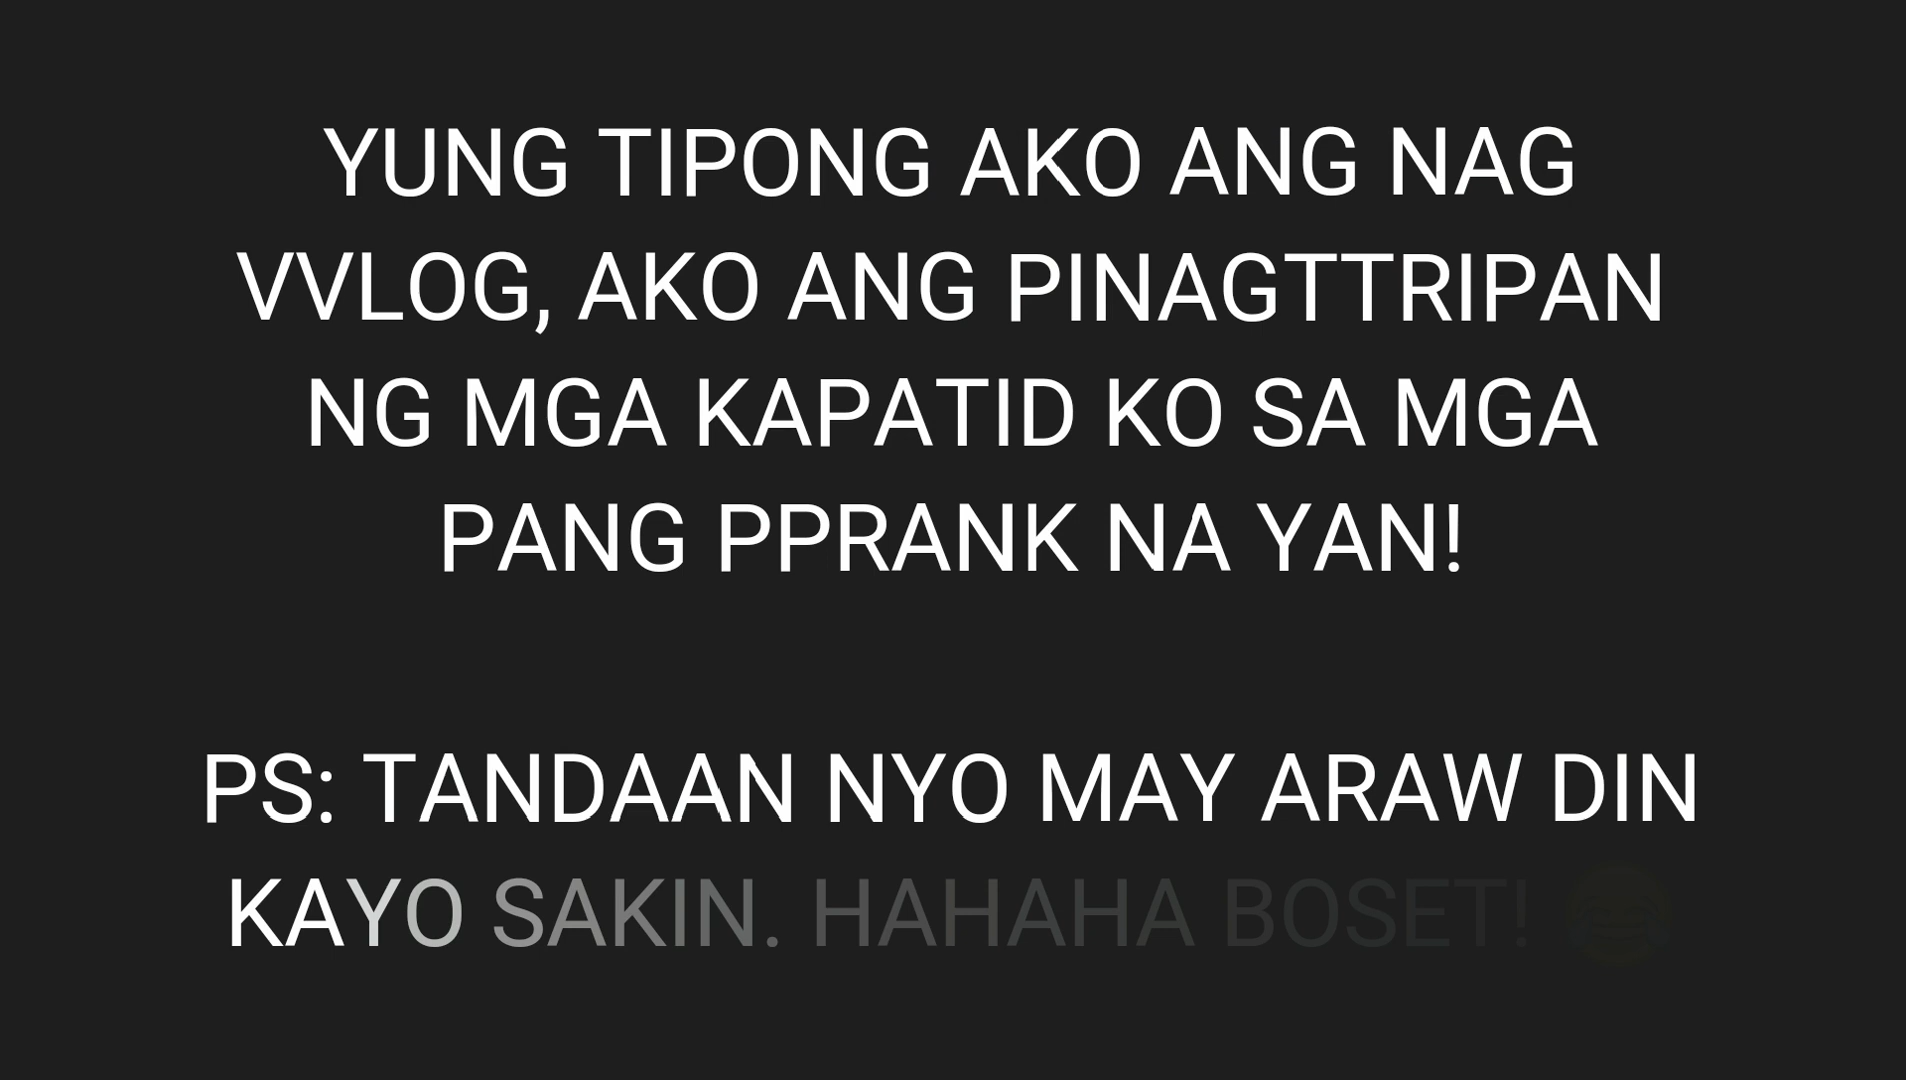 YUNG TIPONG AKO ANG NAG
VVLOG, AKO ANG PINAGTTRIPAN
NG MGA KAPATID KO SA MGA
PANG PPRANK NA YAN!
PS: TANDAAN NYO MAY ARAW DIN
KAYO SAKIN. HAHAHA BOSET! 😂